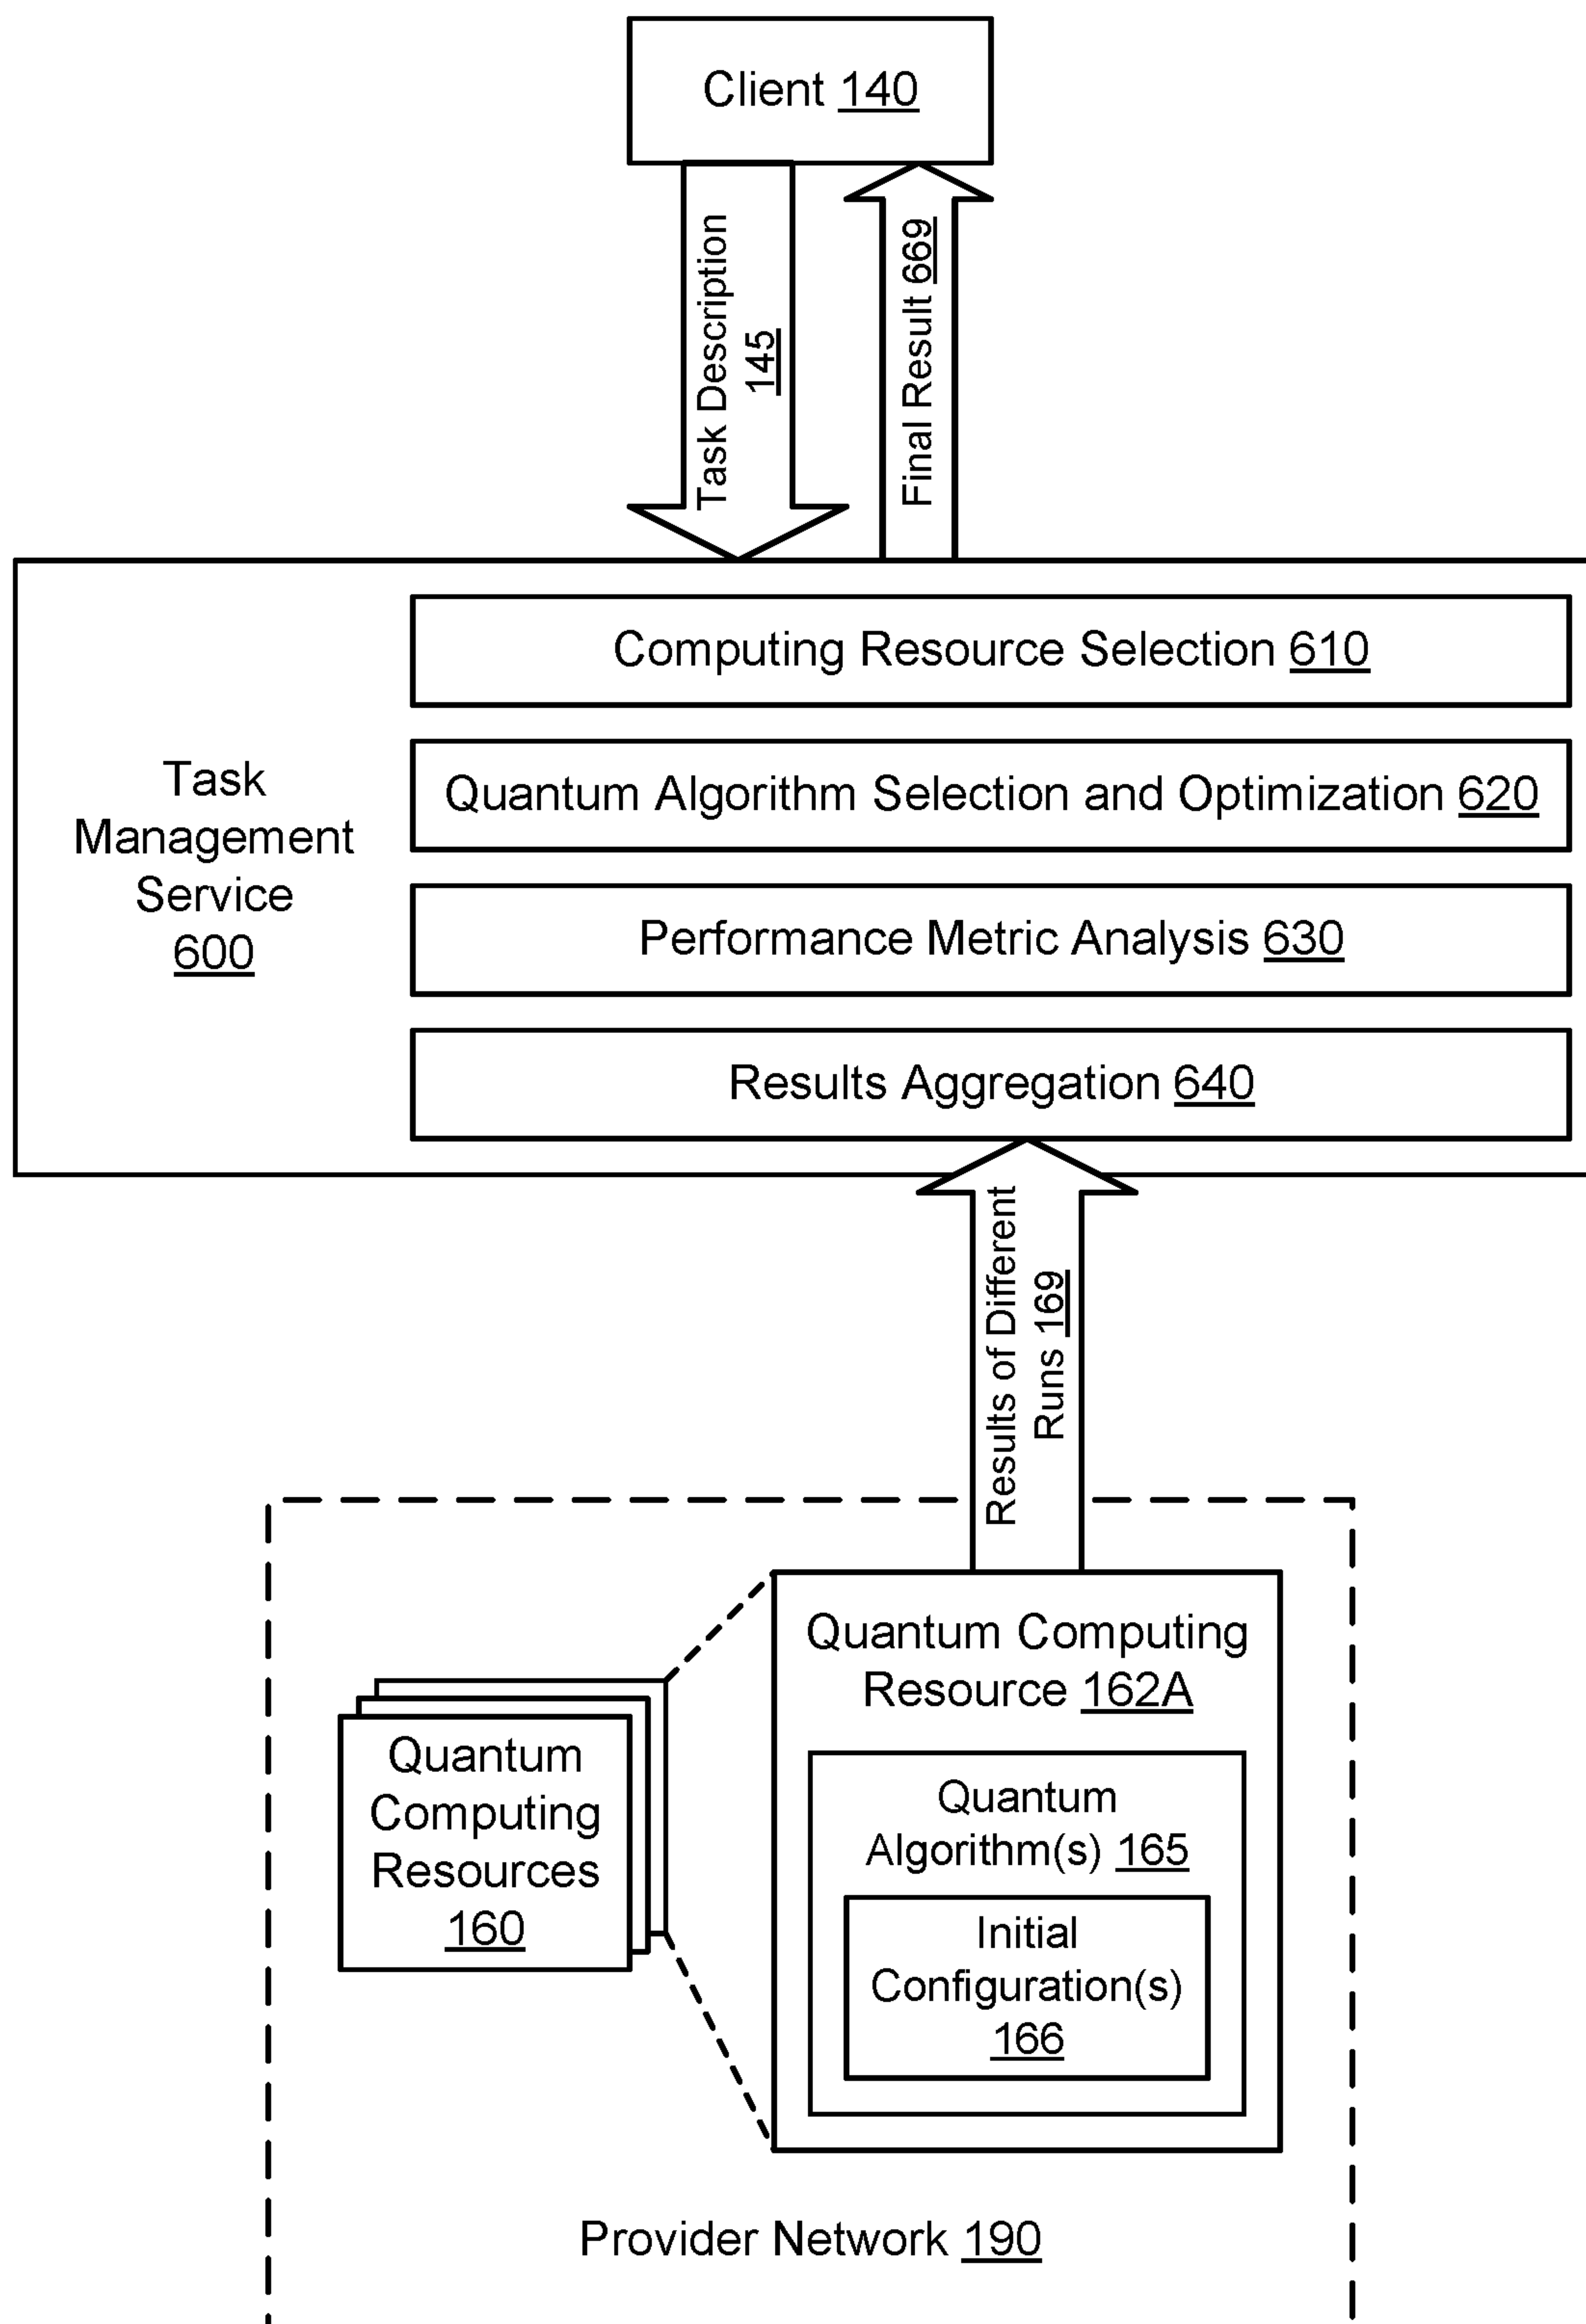 Client 140
Task Description
145
Final Result 669
Task
Management
Service
600
Computing Resource Selection 610
Quantum Algorithm Selection and Optimization 620
Performance Metric Analysis 630
Results Aggregation 640
Results of Different
Runs 169
Quantum Computing
Resource 162A
Quantum
Algorithm(s) 165
Initial
Configuration(s)
166
Quantum
Computing
Resources
160
Provider Network 190